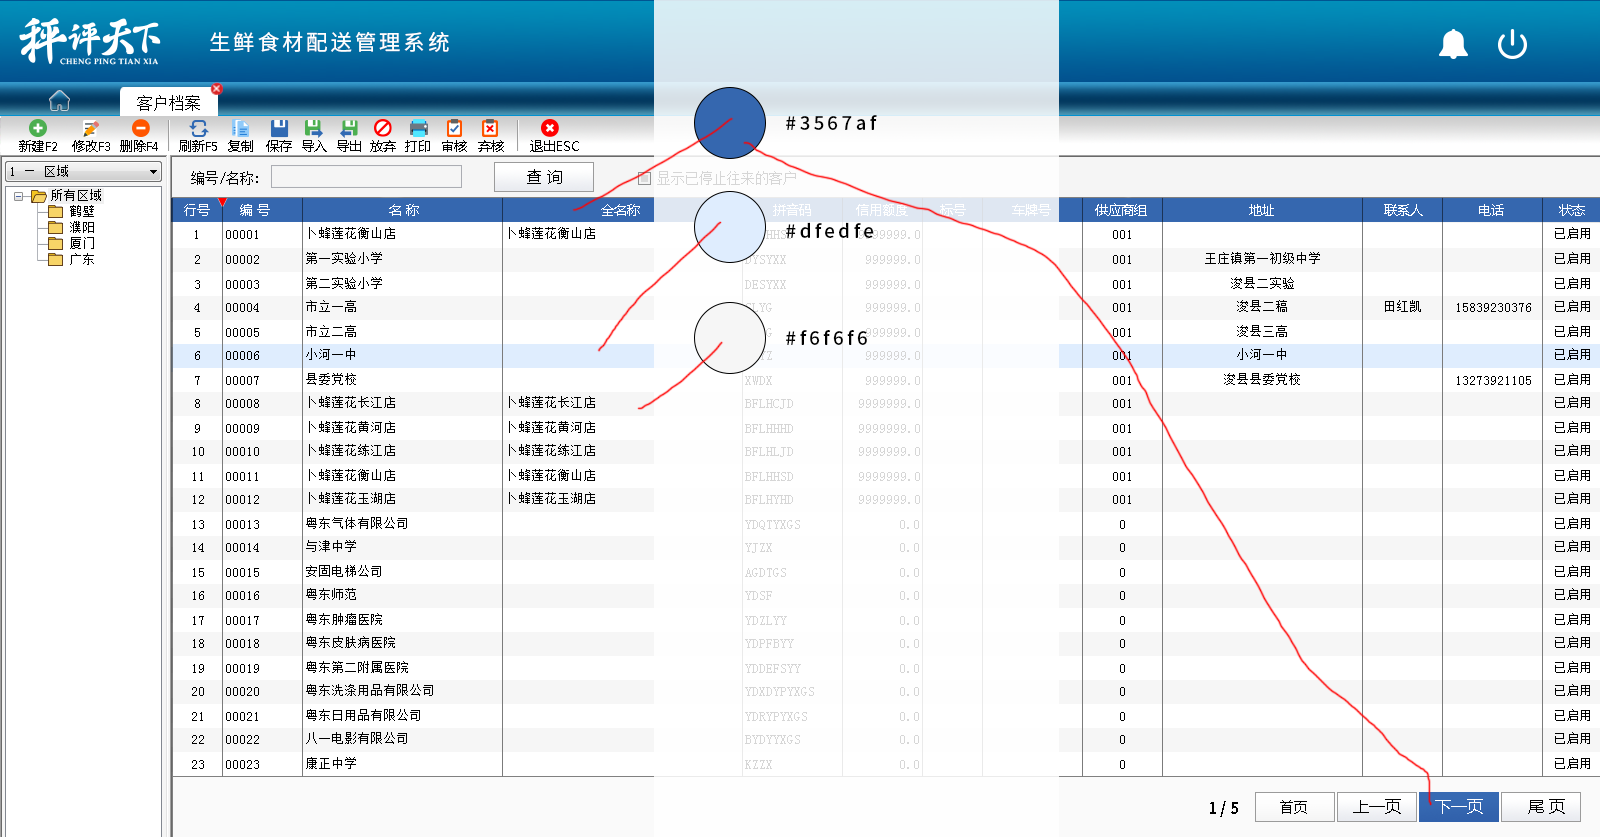 秤评天下
CHENG PING TIAN XIA
生鲜食材配送管理系统
客户档案
新建F2 修改F3 删除F4 刷新F5 复制 保存 导入 导出 放弃 打印 审核 弃核 退出ESC
1 一 区域
所有区域
鹤壁
濮阳
厦门
广东
编号/名称: 查 询 显示已停止往来的客户
#3567af
#dfedfe
#f6f6f6
行号 编 号 名 称 全名称 拼音码 信用额度 标号 车牌号 供应商组 地址 联系人 电话 状态
1 00001 卜蜂莲花衡山店 卜蜂莲花衡山店 9999999.0 001 已启用
2 00002 第一实验小学 DYSYXX 999999.0 001 王庄镇第一初级中学 已启用
3 00003 第二实验小学 DESYXX 999999.0 001 浚县二实验 已启用
4 00004 市立一高 SLYG 999999.0 001 浚县二稿 田红凯 15839230376 已启用
5 00005 市立二高 999999.0 001 浚县三高 已启用
6 00006 小河一中 999999.0 001 小河一中 已启用
7 00007 县委党校 XWDX 999999.0 001 浚县县委党校 13273921105 已启用
8 00008 卜蜂莲花长江店 卜蜂莲花长江店 BFLHCJD 9999999.0 001 已启用
9 00009 卜蜂莲花黄河店 卜蜂莲花黄河店 BFLHHHD 9999999.0 001 已启用
10 00010 卜蜂莲花练江店 卜蜂莲花练江店 BFLHLJD 9999999.0 001 已启用
11 00011 卜蜂莲花衡山店 卜蜂莲花衡山店 BFLHHSD 9999999.0 001 已启用
12 00012 卜蜂莲花玉湖店 卜蜂莲花玉湖店 BFLHYHD 9999999.0 001 已启用
13 00013 粤东气体有限公司 YDQTYXGS 0.0 0 已启用
14 00014 与津中学 YJZX 0.0 0 已启用
15 00015 安固电梯公司 AGDTGS 0.0 0 已启用
16 00016 粤东师范 YDSF 0.0 0 已启用
17 00017 粤东肿瘤医院 YDZLYY 0.0 0 已启用
18 00018 粤东皮肤病医院 YDPFBYY 0.0 0 已启用
19 00019 粤东第二附属医院 YDDEFSYY 0.0 0 已启用
20 00020 粤东洗涤用品有限公司 YDXDYPYXGS 0.0 0 已启用
21 00021 粤东日用品有限公司 YDRYPYXGS 0.0 0 已启用
22 00022 八一电影有限公司 BYDYYXGS 0.0 0 已启用
23 00023 康正中学 KZZX 0.0 0 已启用
1/5 首页 上一页 下一页 尾 页